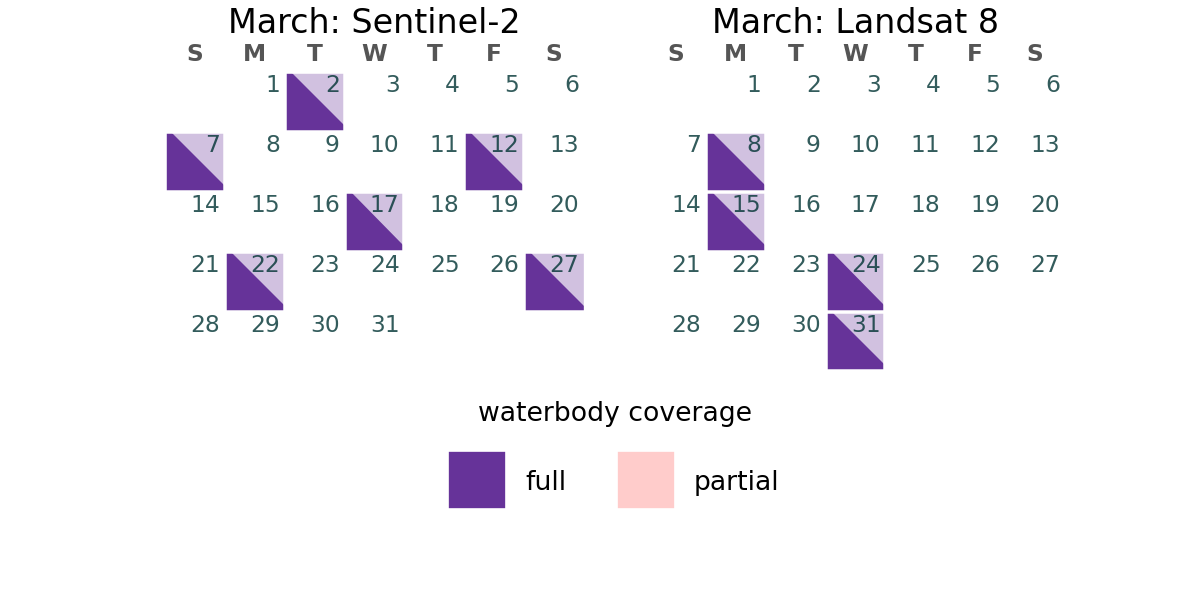 March: Sentinel-2
S M T W T F S
1 2 3 4 5 6
7 8 9 10 11 12 13
14 15 16 17 18 19 20
21 22 23 24 25 26 27
28 29 30 31
March: Landsat 8
S M T W T F S
1 2 3 4 5 6
7 8 9 10 11 12 13
14 15 16 17 18 19 20
21 22 23 24 25 26 27
28 29 30 31
waterbody coverage
full partial